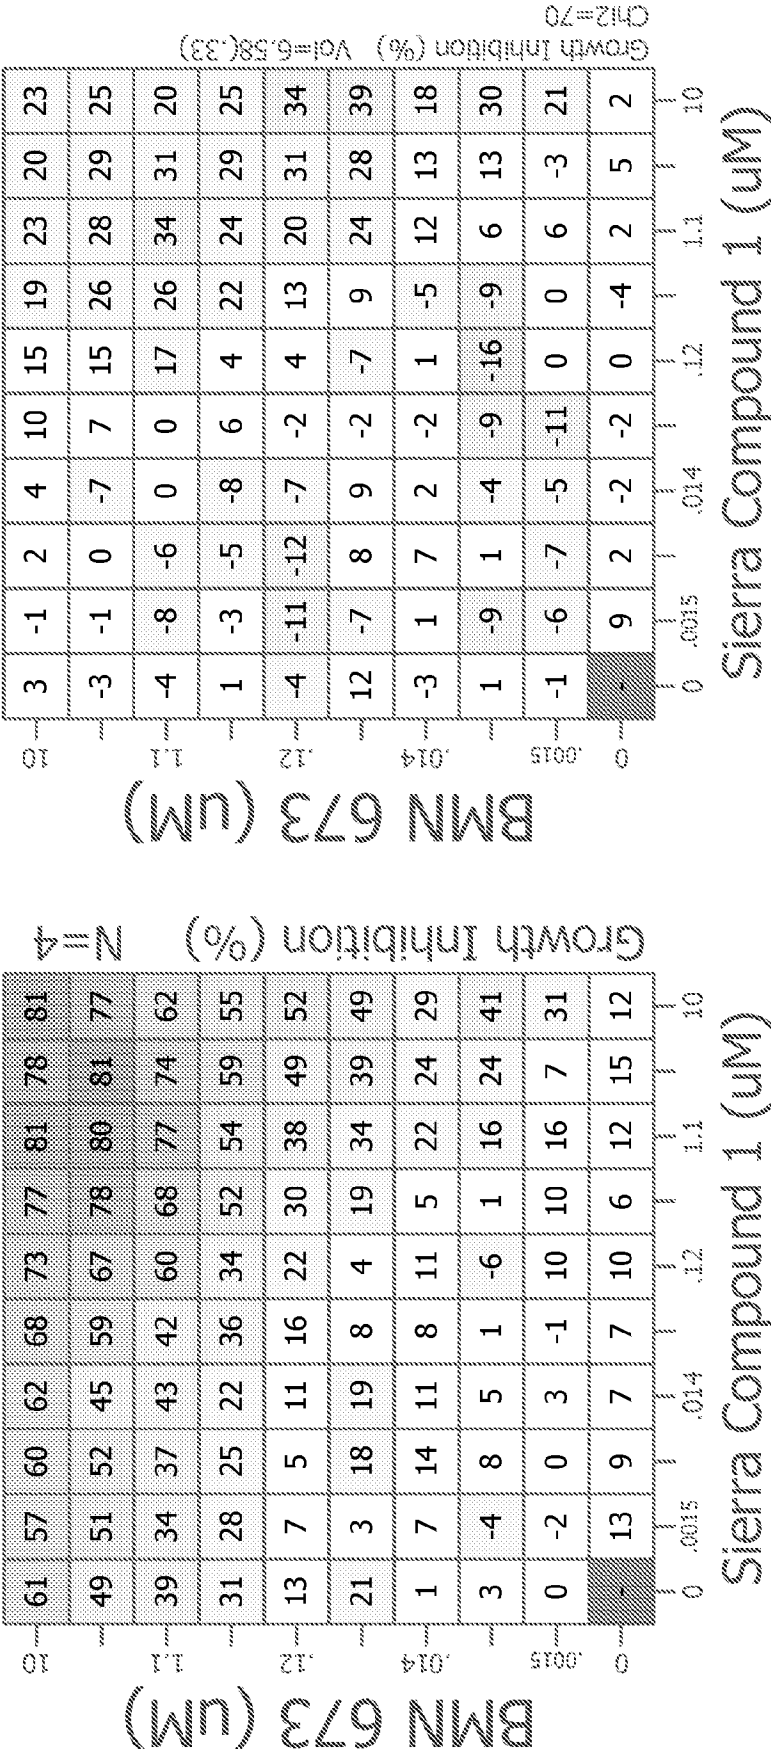 N=4
Growth Inhibition (%)
BMN 673 (uM)
10 61 57 60 62 68 73 77 81 78 81
49 51 52 45 59 67 78 80 81 77
1.1 39 34 37 43 42 60 68 77 74 62
31 28 25 22 36 34 52 54 59 55
.12 13 7 5 11 16 22 30 38 49 52
21 3 18 19 8 4 19 34 39 49
.014 1 7 14 11 8 11 5 22 24 29
3 -4 8 5 1 -6 1 16 24 41
.0015 0 -2 0 3 -1 10 10 16 7 31
0 - 13 9 7 7 10 6 12 15 12
0 .0015 .014 .12 1.1 10
Sierra Compound 1 (uM)
BMN 673 (uM)
10 3 -1 2 4 10 15 19 23 20 23
-3 -1 0 -7 7 15 26 28 29 25
1.1 -4 -8 -6 0 0 17 26 34 31 20
1 -3 -5 -8 6 4 22 24 29 25
.12 -4 -11 -12 -7 -2 4 13 20 31 34
12 -7 8 9 -2 -7 9 24 28 39
.014 -3 1 7 2 -2 1 -5 12 13 18
1 -9 1 -4 -9 -16 -9 6 13 30
.0015 -1 -6 -7 -5 -11 0 0 6 -3 21
0 - 9 2 -2 -2 0 -4 2 5 2
0 .0015 .014 .12 1.1 10
Sierra Compound 1 (uM)
Growth Inhibition (%) Vol=6.58(.33)
Chi2=70